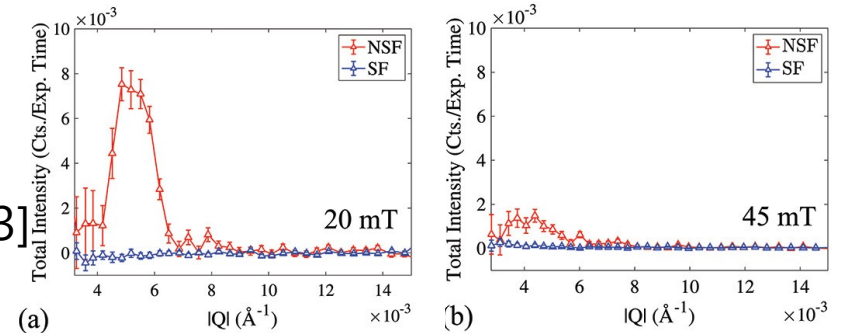 ×10⁻³
10
8
6
4
2
0
Total Intensity (Cts./Exp. Time)
NSF
SF
20 mT
4 6 8 10 12 14
|Q| (Å⁻¹)
×10⁻³
(a)
3]
×10⁻³
10
8
6
4
2
0
Total Intensity (Cts./Exp. Time)
NSF
SF
45 mT
4 6 8 10 12 14
|Q| (Å⁻¹)
×10⁻³
(b)